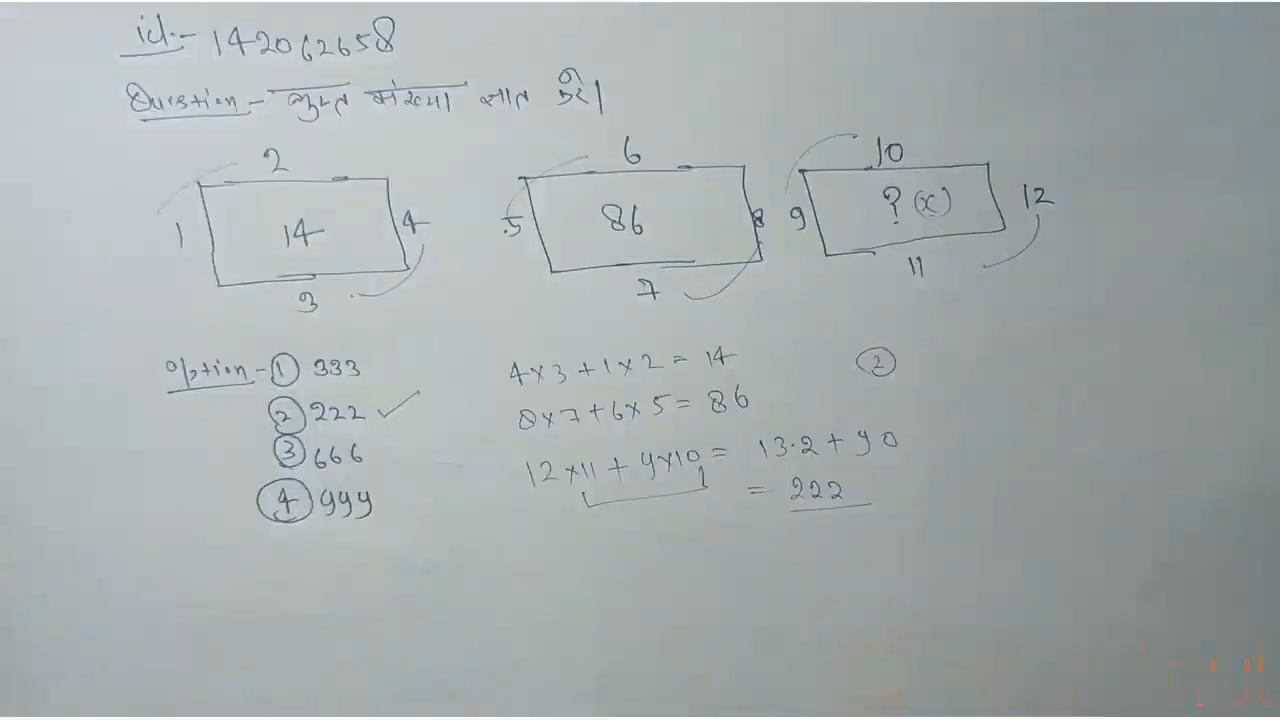 id:- 142062658
Question - लुप्त संख्या ज्ञात करे।
2
1 14 4
3
6
5 86 8
7
10
9 ? (x) 12
11
Option - ① 333
② 222 ✓
③ 666
④ 999
4×3 + 1×2 = 14
8×7 + 6×5 = 86
12×11 + 9×10 = 132 + 90
= 222
②